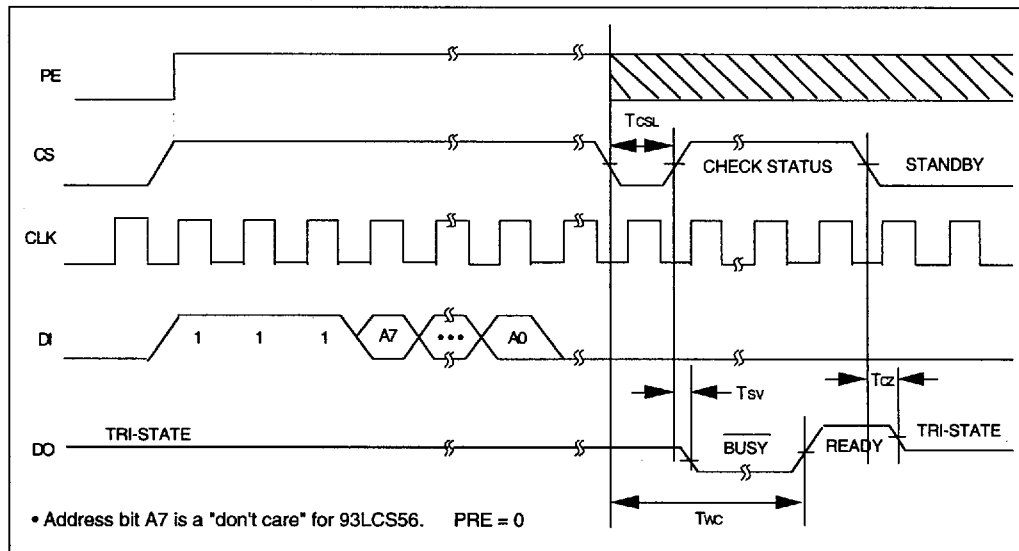 PE
TCSL
CS
CHECK STATUS
STANDBY
CLK
DI
1 1 1 A7 ••• A0
TSV
TCZ
DO
TRI-STATE
BUSY
READY
TRI-STATE
TWC
• Address bit A7 is a "don't care" for 93LCS56. PRE = 0